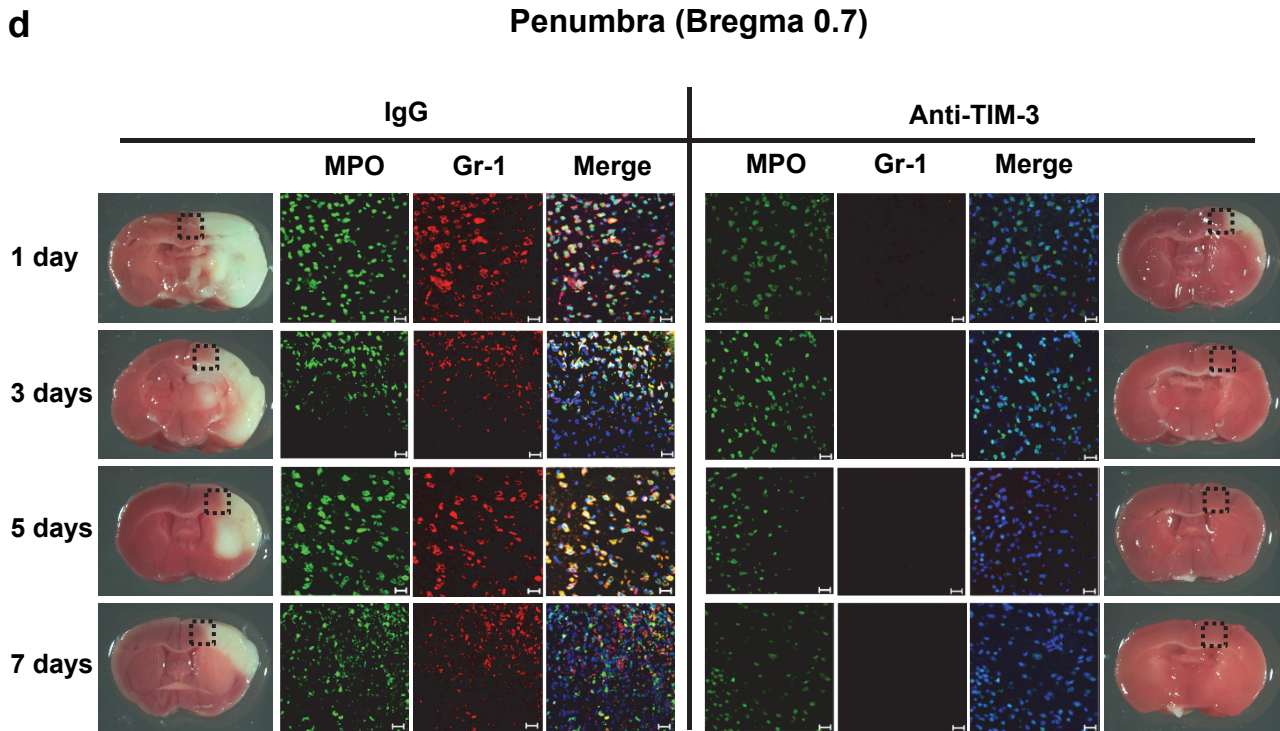 d
Penumbra (Bregma 0.7)
IgG
Anti-TIM-3
MPO Gr-1 Merge
MPO Gr-1 Merge
1 day
3 days
5 days
7 days